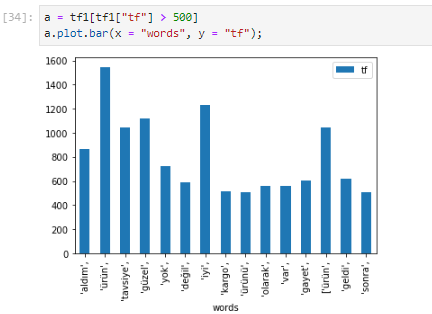 [34]: a = tf1[tf1["tf"] > 500]
a.plot.bar(x = "words", y = "tf");
tf
1600
1400
1200
1000
800
600
400
200
0
'aldım',
'ürün',
'tavsiye',
'güzel',
'yok',
'değil',
'iyi',
'kargo',
'ürünü',
'olarak',
'var',
'gayet',
['ürün',
'geldi',
'sonra',
words